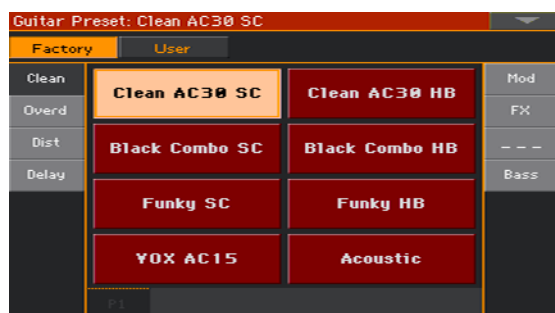 Guitar Preset: Clean AC30 SC
Factory User
Clean Clean AC30 SC Clean AC30 HB Mod
Overd FX
Dist Black Combo SC Black Combo HB ---
Delay Bass
Funky SC Funky HB
VOX AC15 Acoustic
P1